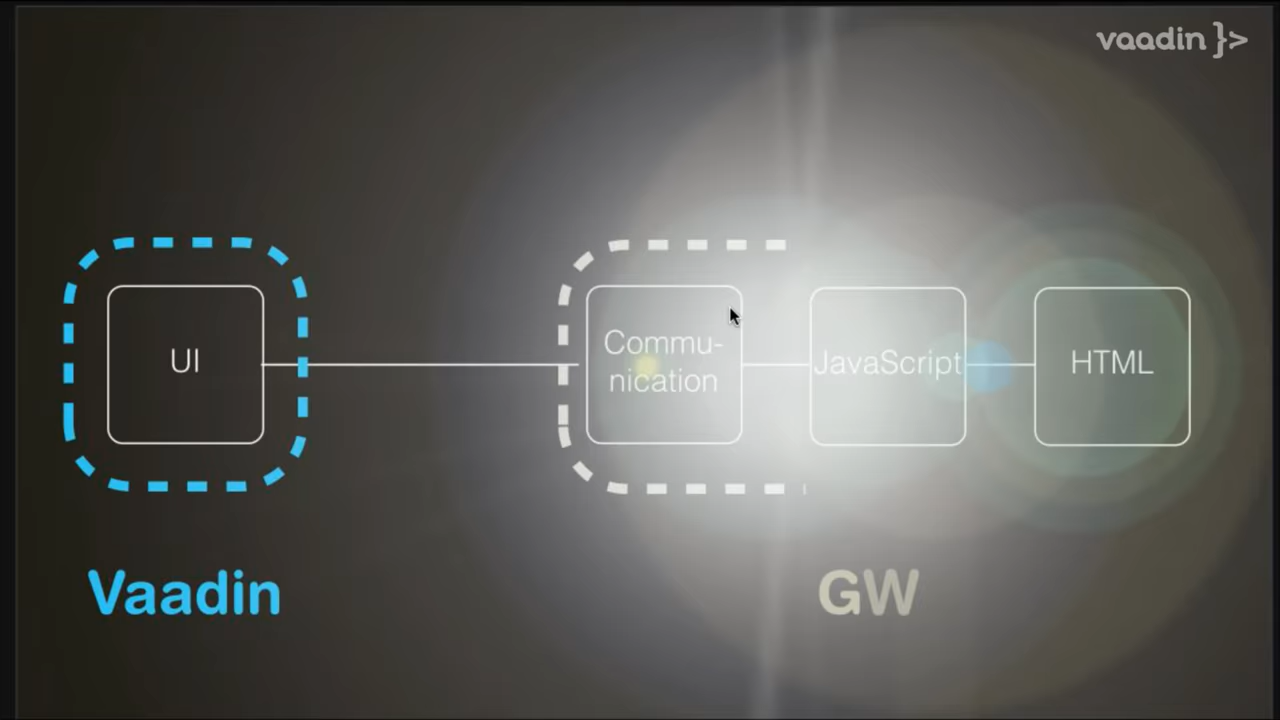 vaadin }>
UI
Commu-
nication
JavaScript
HTML
Vaadin
GW